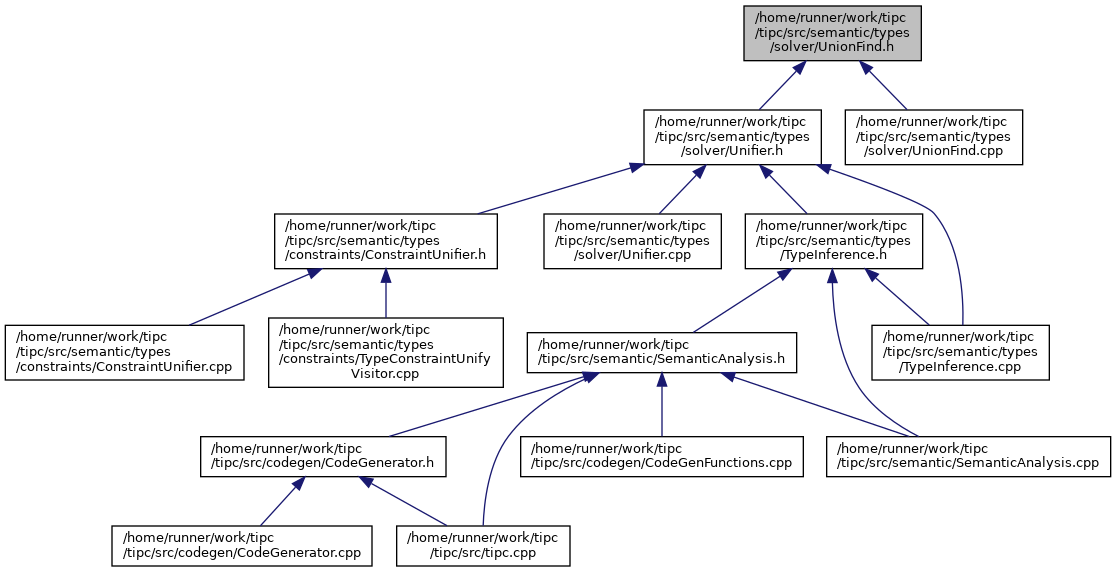 /home/runner/work/tipc
/tipc/src/semantic/types
/solver/UnionFind.h
/home/runner/work/tipc
/tipc/src/semantic/types
/solver/Unifier.h
/home/runner/work/tipc
/tipc/src/semantic/types
/solver/UnionFind.cpp
/home/runner/work/tipc
/tipc/src/semantic/types
/constraints/ConstraintUnifier.h
/home/runner/work/tipc
/tipc/src/semantic/types
/solver/Unifier.cpp
/home/runner/work/tipc
/tipc/src/semantic/types
/TypeInference.h
/home/runner/work/tipc
/tipc/src/semantic/types
/constraints/ConstraintUnifier.cpp
/home/runner/work/tipc
/tipc/src/semantic/types
/constraints/TypeConstraintUnify
Visitor.cpp
/home/runner/work/tipc
/tipc/src/semantic/SemanticAnalysis.h
/home/runner/work/tipc
/tipc/src/semantic/types
/TypeInference.cpp
/home/runner/work/tipc
/tipc/src/codegen/CodeGenerator.h
/home/runner/work/tipc
/tipc/src/codegen/CodeGenFunctions.cpp
/home/runner/work/tipc
/tipc/src/semantic/SemanticAnalysis.cpp
/home/runner/work/tipc
/tipc/src/codegen/CodeGenerator.cpp
/home/runner/work/tipc
/tipc/src/tipc.cpp